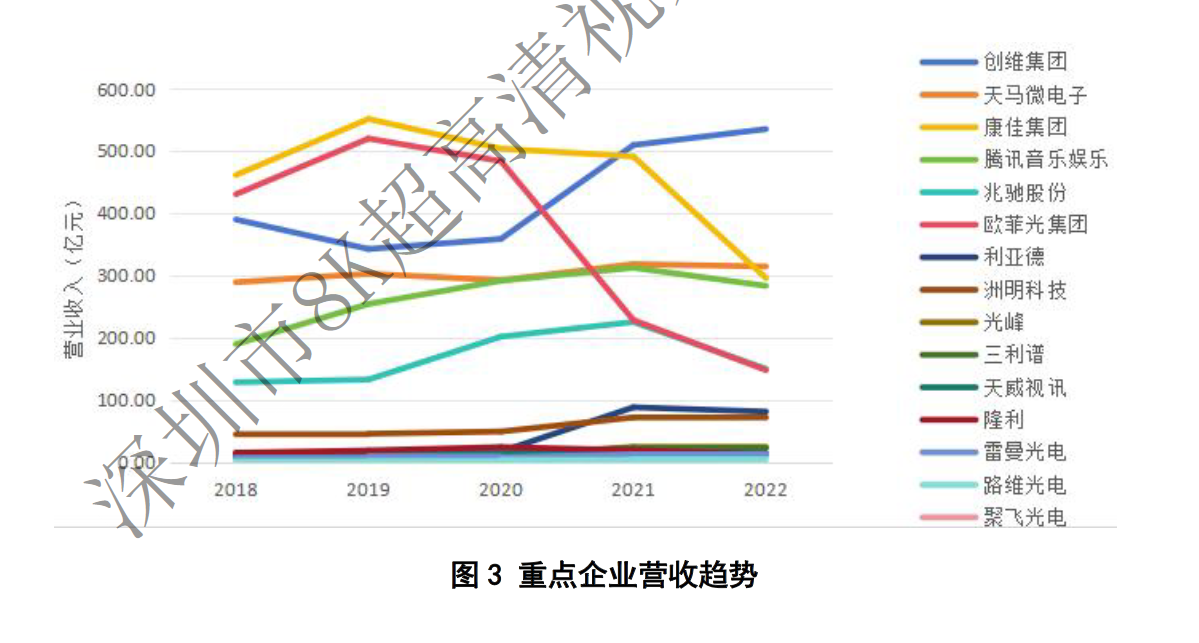 深圳市8K超高清视
600.00
500.00
400.00
300.00
200.00
100.00
0.00
营业收入（亿元）
2018 2019 2020 2021 2022
创维集团
天马微电子
康佳集团
腾讯音乐娱乐
兆驰股份
欧菲光集团
利亚德
洲明科技
光峰
三利谱
天威视讯
隆利
雷曼光电
路维光电
聚飞光电
图 3 重点企业营收趋势